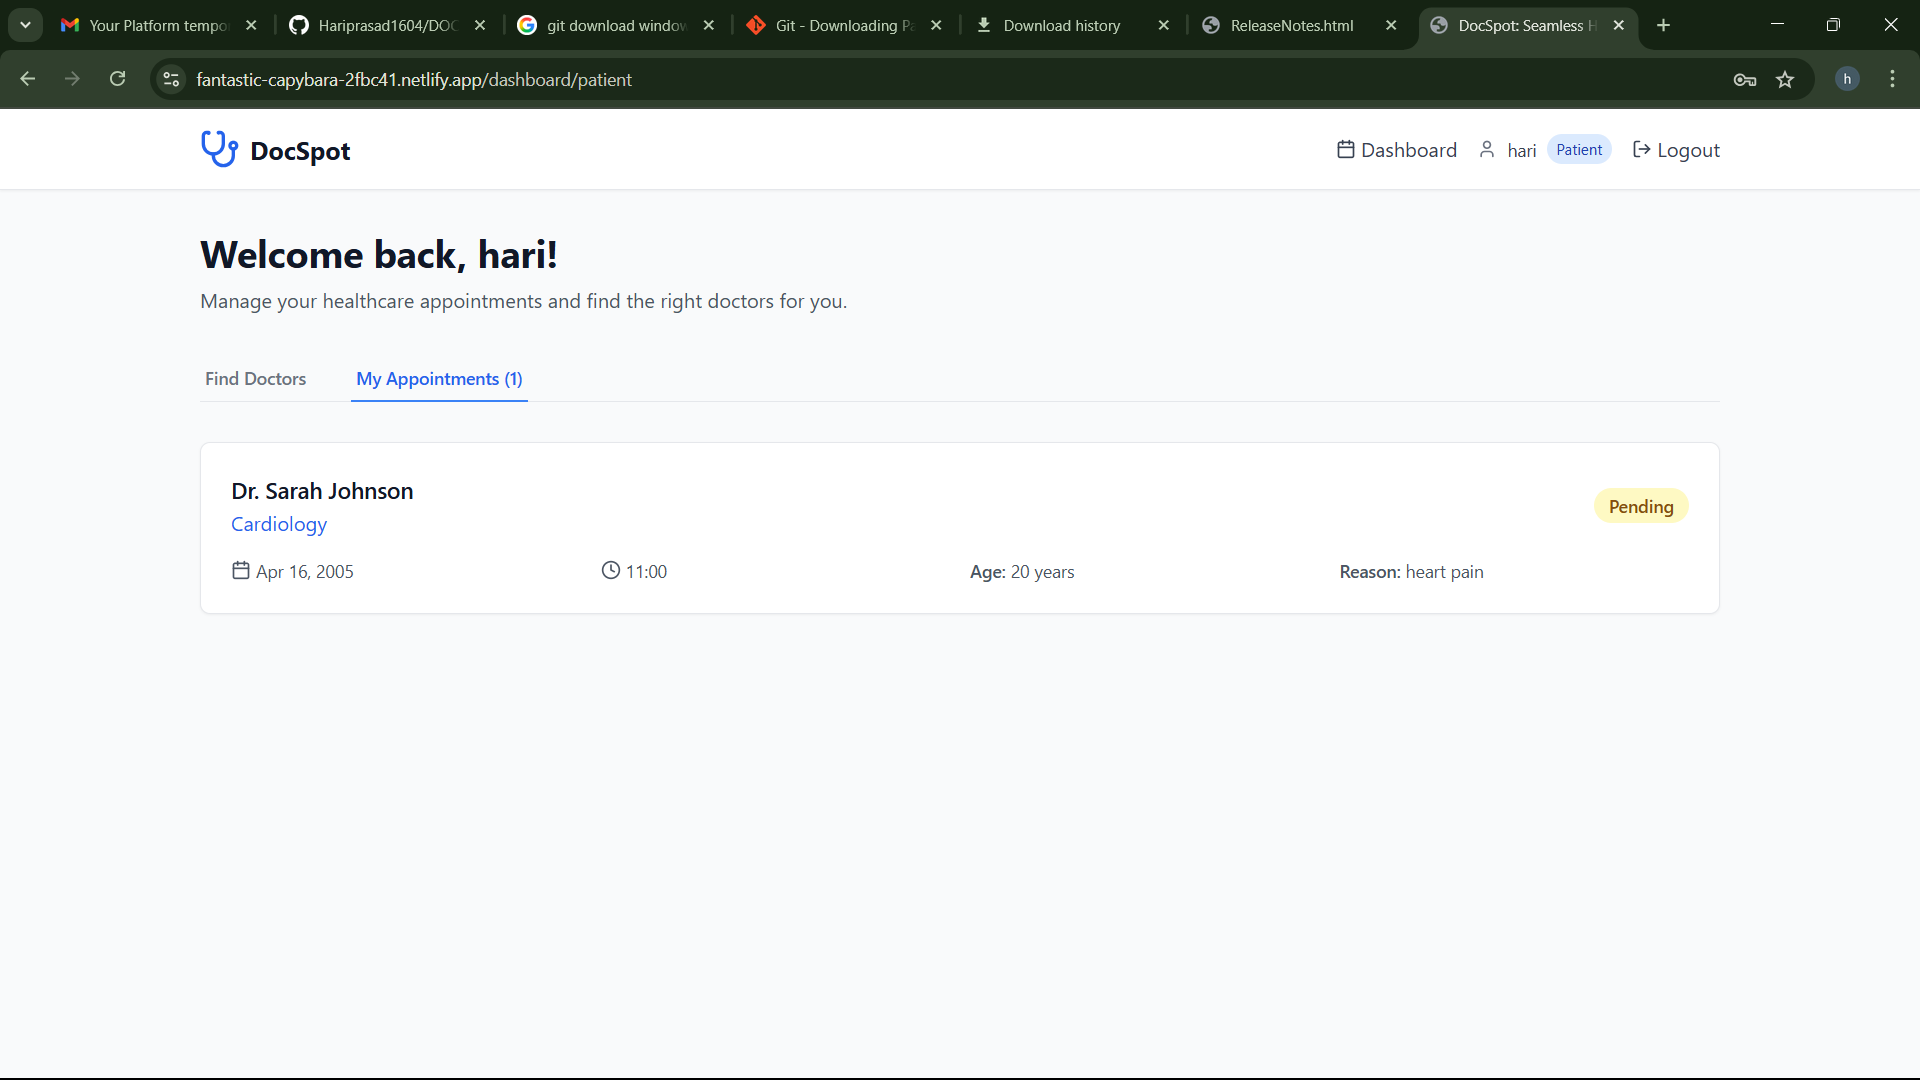 Your Platform tempo
Hariprasad1604/DOC
git download window
Git - Downloading Pa
Download history
ReleaseNotes.html
DocSpot: Seamless H
fantastic-capybara-2fbc41.netlify.app/dashboard/patient
h
DocSpot
Dashboard
hari
Patient
Logout
Welcome back, hari!
Manage your healthcare appointments and find the right doctors for you.
Find Doctors
My Appointments (1)
Dr. Sarah Johnson
Cardiology
Pending
Apr 16, 2005
11:00
Age: 20 years
Reason: heart pain